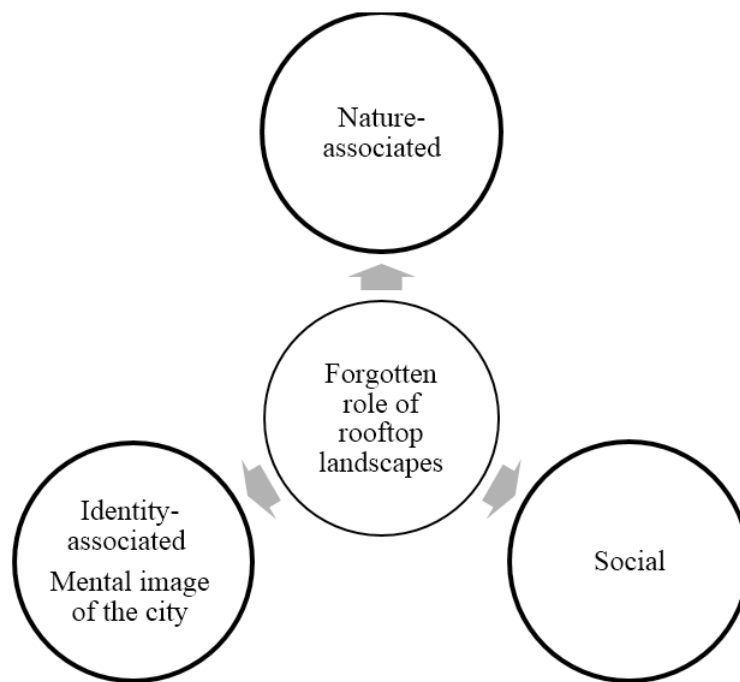 Nature-
associated
Forgotten
role of
rooftop
landscapes
Identity-
associated
Mental image
of the city
Social